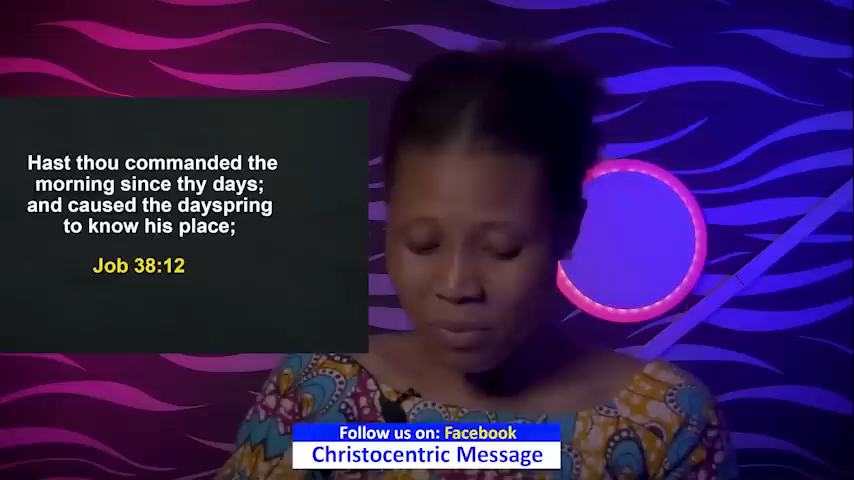 Hast thou commanded the
morning since thy days;
and caused the dayspring
to know his place;
Job 38:12
Follow us on: Facebook
Christocentric Message